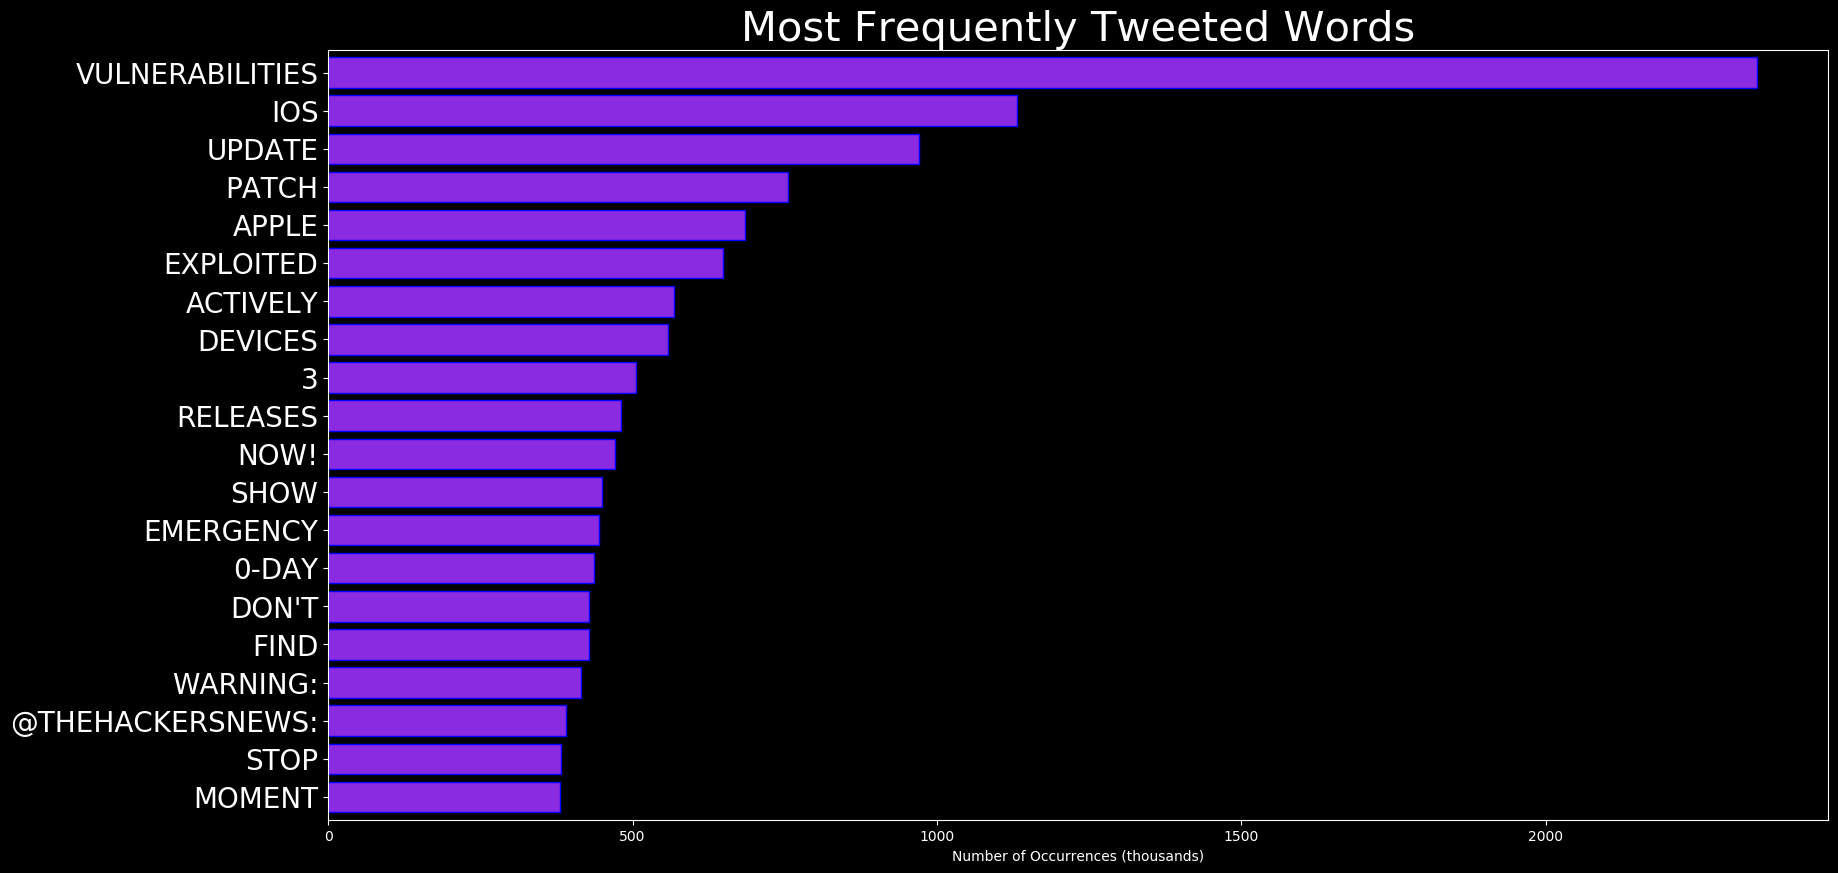 Most Frequently Tweeted Words
VULNERABILITIES
IOS
UPDATE
PATCH
APPLE
EXPLOITED
ACTIVELY
DEVICES
3
RELEASES
NOW!
SHOW
EMERGENCY
0-DAY
DON'T
FIND
WARNING:
@THEHACKERSNEWS:
STOP
MOMENT
0 500 1000 1500 2000
Number of Occurrences (thousands)